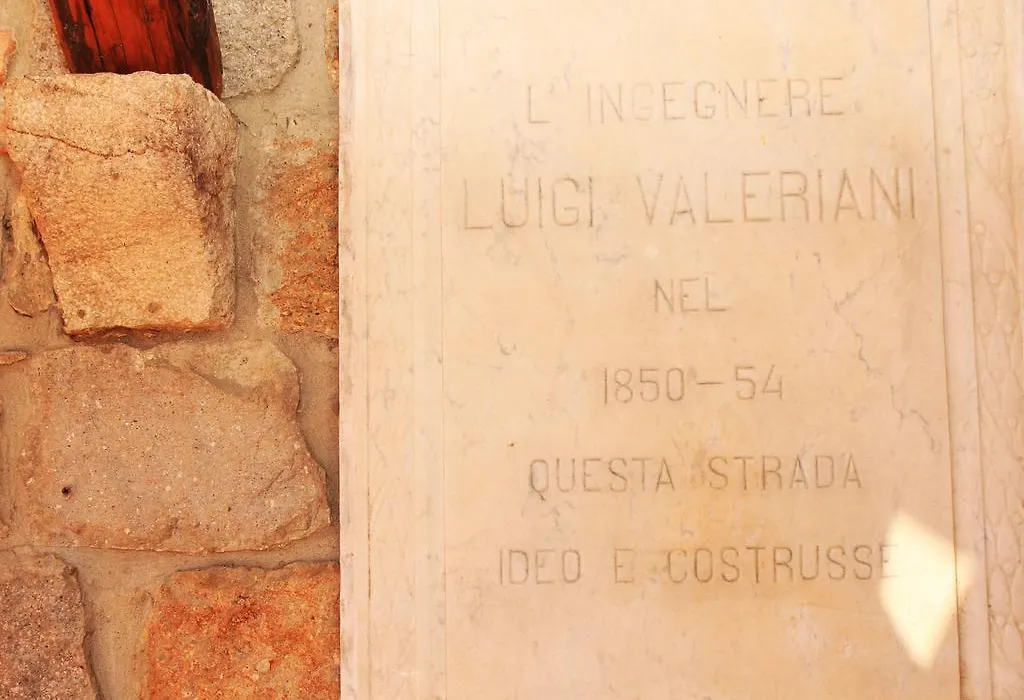 L' INGEGNERE
LUIGI VALERIANI
NEL
1850-54
QUESTA STRADA
IDEO E COSTRUSSE